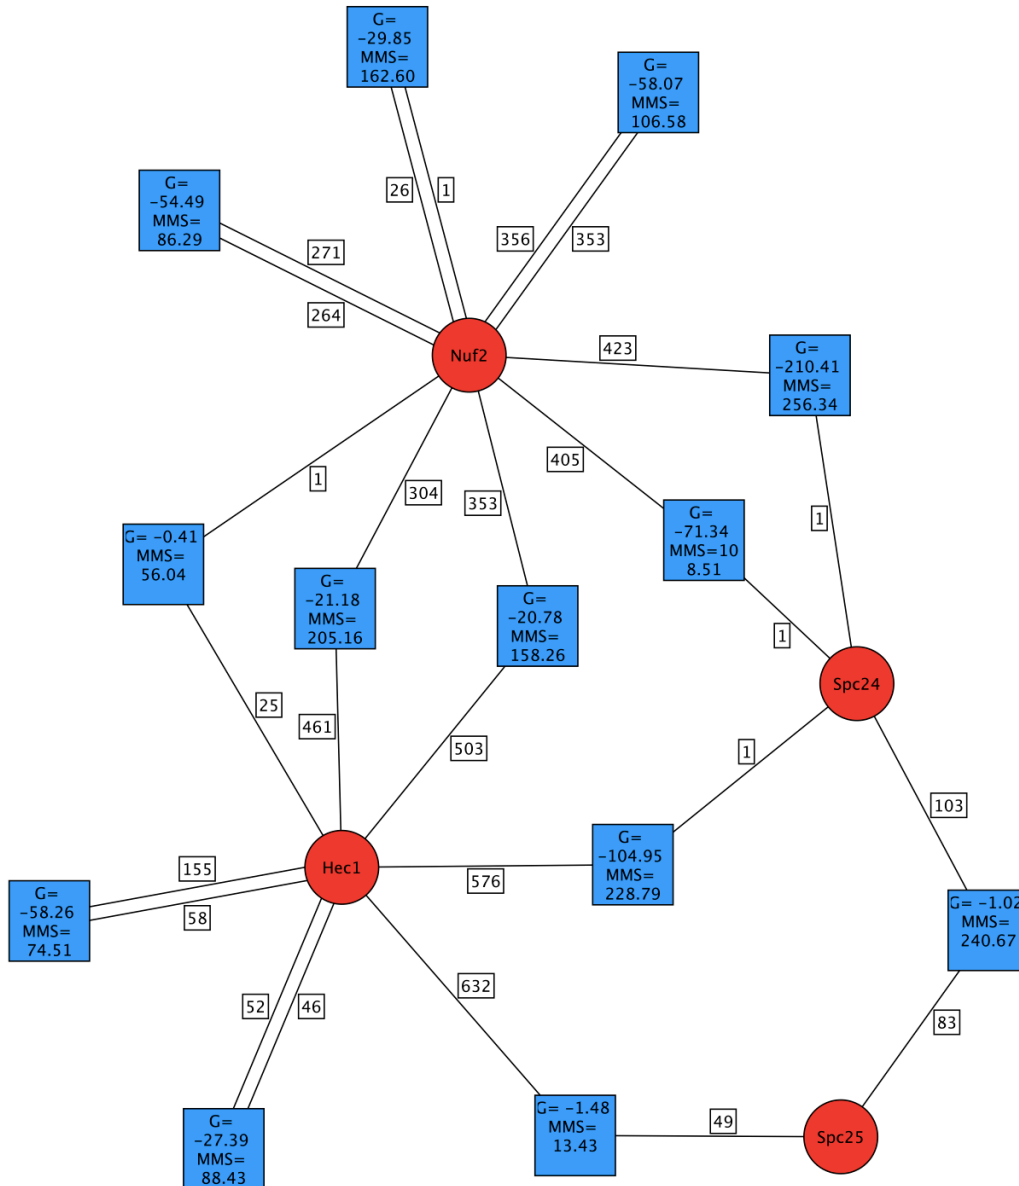 G=
-29.85
MMS=
162.60
G=
-58.07
MMS=
106.58
G=
-54.49
MMS=
86.29
26
1
356
353
271
264
Nuf2
423
G=
-210.41
MMS=
256.34
1
304
353
405
1
G= -0.41
MMS=
56.04
G=
-21.18
MMS=
205.16
G=
-20.78
MMS=
158.26
G=
-71.34
MMS=10
8.51
1
Spc24
25
461
503
1
103
Hec1
155
58
576
G=
-104.95
MMS=
228.79
G=
-58.26
MMS=
74.51
G= -1.02
MMS=
240.67
52
46
632
83
G=
-27.39
MMS=
88.43
G= -1.48
MMS=
13.43
49
Spc25